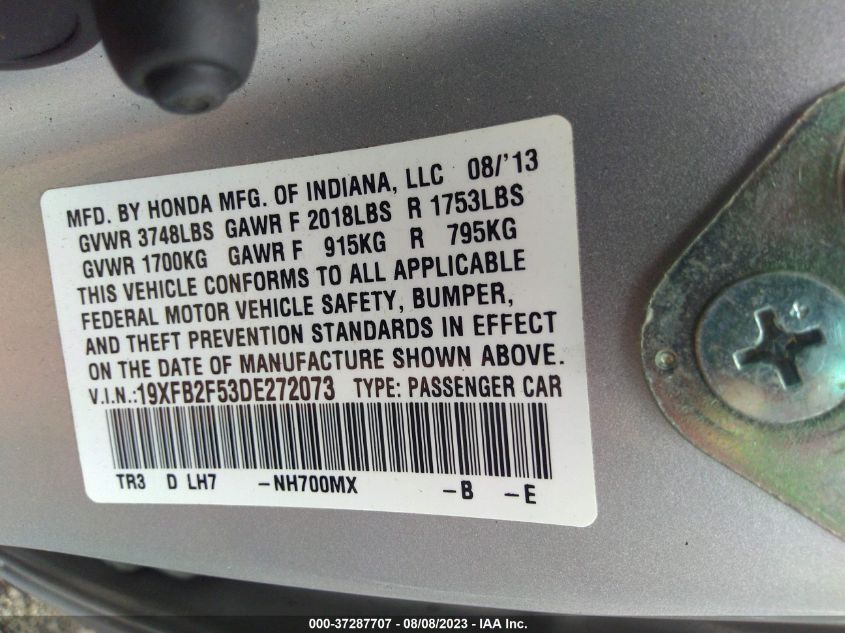 MFD. BY HONDA MFG. OF INDIANA, LLC 08/'13
GVWR 3748LBS GAWR F 2018LBS R 1753LBS
GVWR 1700KG GAWR F 915KG R 795KG
THIS VEHICLE CONFORMS TO ALL APPLICABLE
FEDERAL MOTOR VEHICLE SAFETY, BUMPER,
AND THEFT PREVENTION STANDARDS IN EFFECT
ON THE DATE OF MANUFACTURE SHOWN ABOVE.
V.I.N.:19XFB2F53DE272073 TYPE: PASSENGER CAR
TR3 D LH7 -NH700MX -B -E
000-37287707 - 08/08/2023 - IAA Inc.